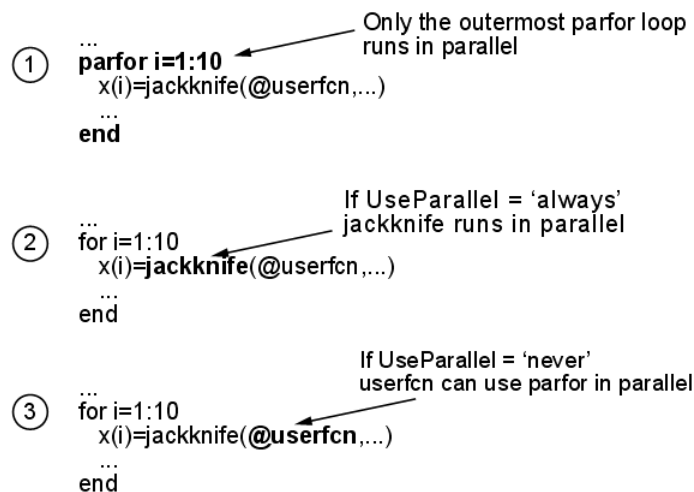 Only the outermost parfor loop
runs in parallel
...
1
parfor i=1:10
x(i)=jackknife(@userfcn,...)
...
end
If UseParallel = ‘always’
jackknife runs in parallel
...
2
for i=1:10
x(i)=jackknife(@userfcn,...)
...
end
If UseParallel = ‘never’
userfcn can use parfor in parallel
...
3
for i=1:10
x(i)=jackknife(@userfcn,...)
...
end